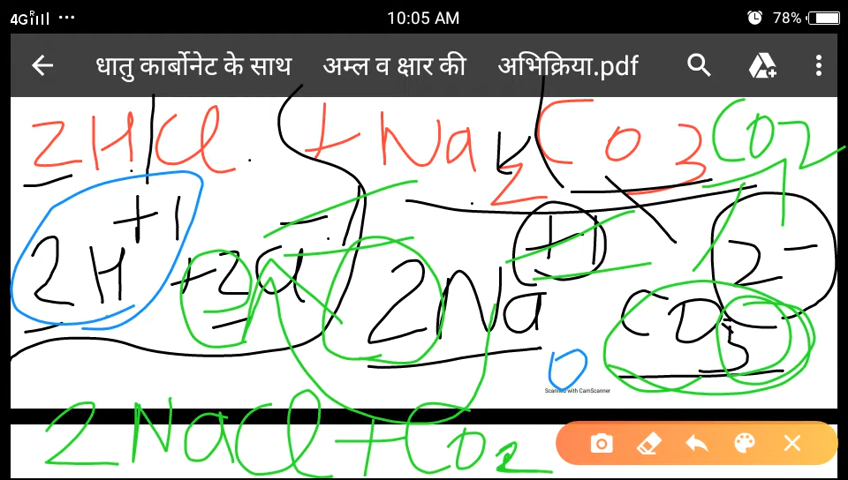 4G 10:05 AM 78%
धातु कार्बोनेट के साथ अम्ल व क्षार की अभिक्रिया.pdf
2HCl + Na2CO3 CO2
2H+1 + 2Cl- 2Na+1 CO3 2-
Scanned with CamScanner
2NaCl + CO2